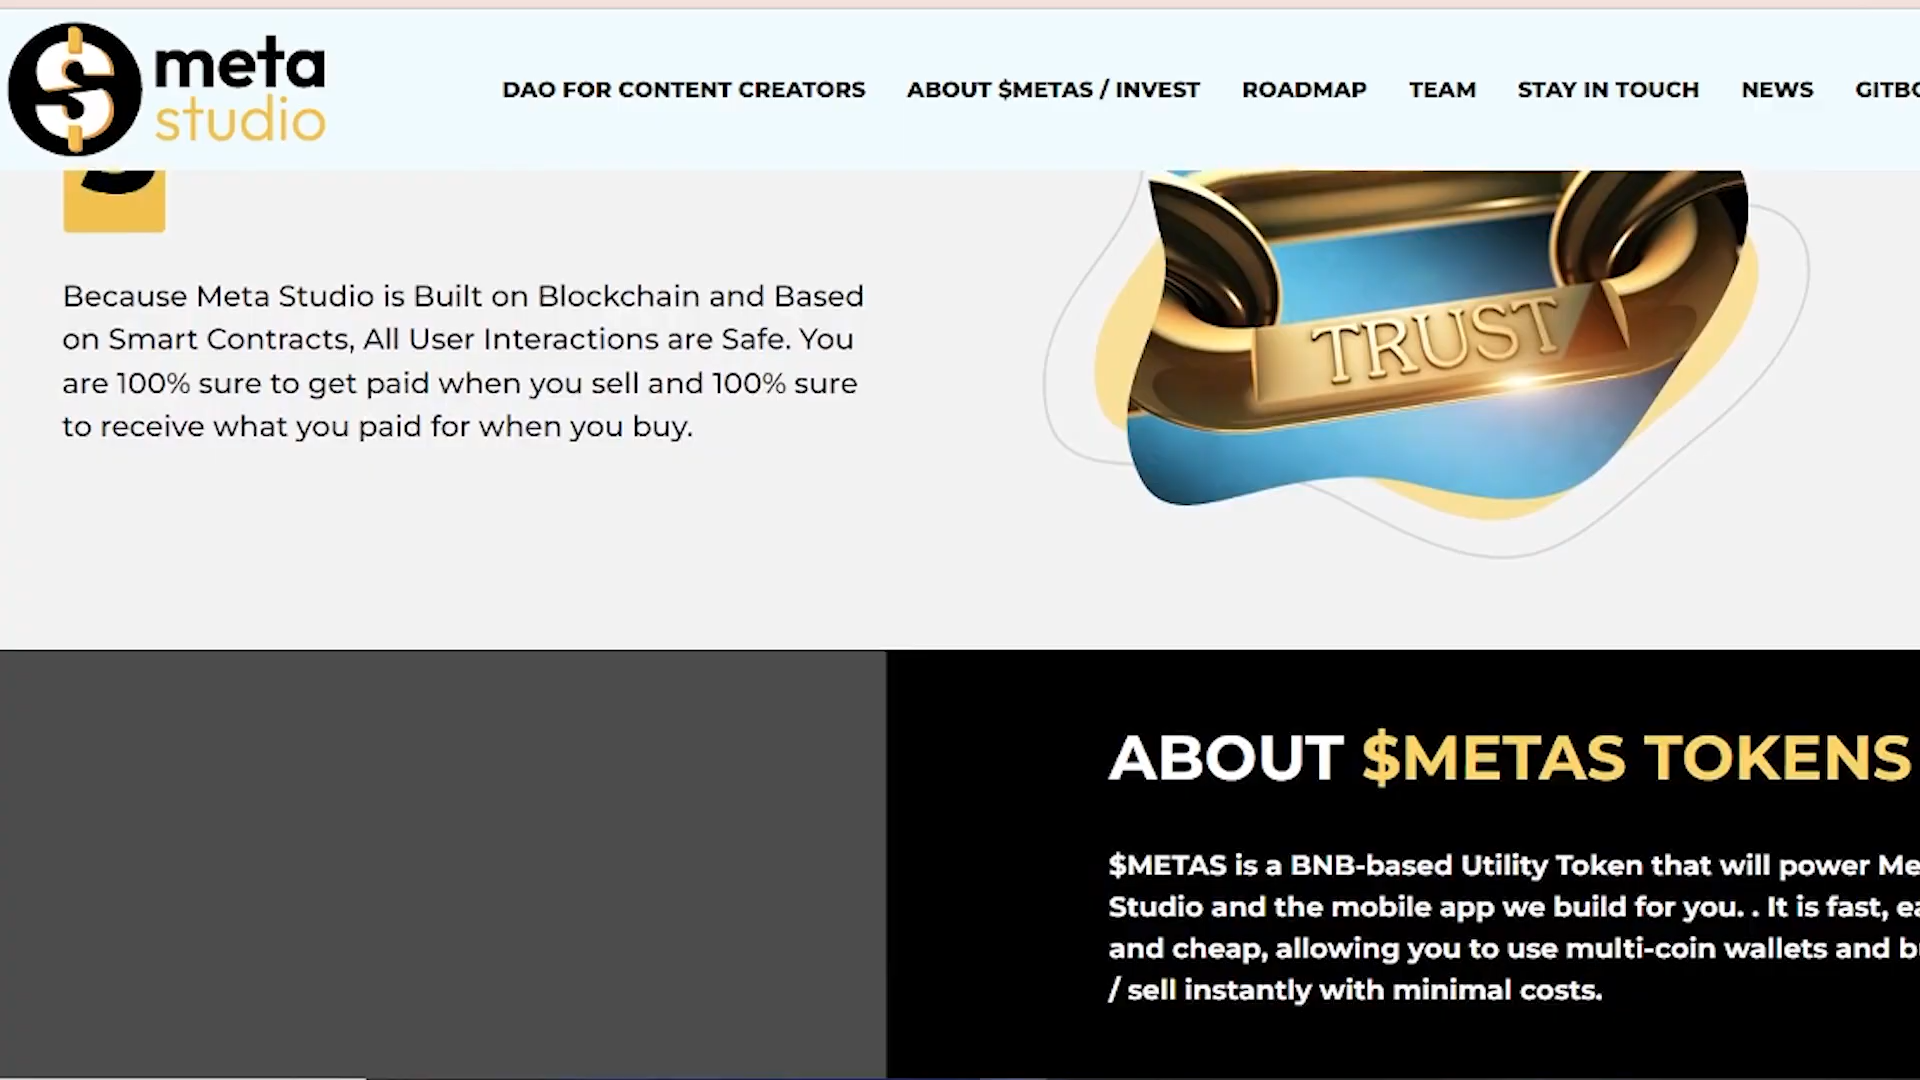 meta
studio
DAO FOR CONTENT CREATORS ABOUT $METAS / INVEST ROADMAP TEAM STAY IN TOUCH NEWS GITBO
Because Meta Studio is Built on Blockchain and Based
on Smart Contracts, All User Interactions are Safe. You
are 100% sure to get paid when you sell and 100% sure
to receive what you paid for when you buy.
TRUST
ABOUT $METAS TOKENS
$METAS is a BNB-based Utility Token that will power Me
Studio and the mobile app we build for you. . It is fast, ea
and cheap, allowing you to use multi-coin wallets and b
/ sell instantly with minimal costs.